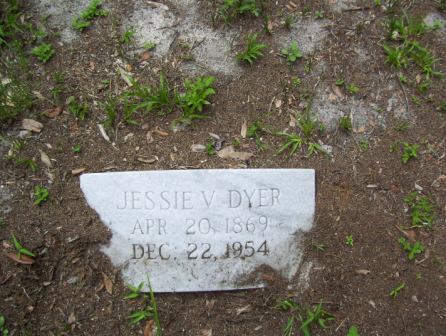 JESSIE V. DYER
APR. 20, 1869
DEC. 22, 1954